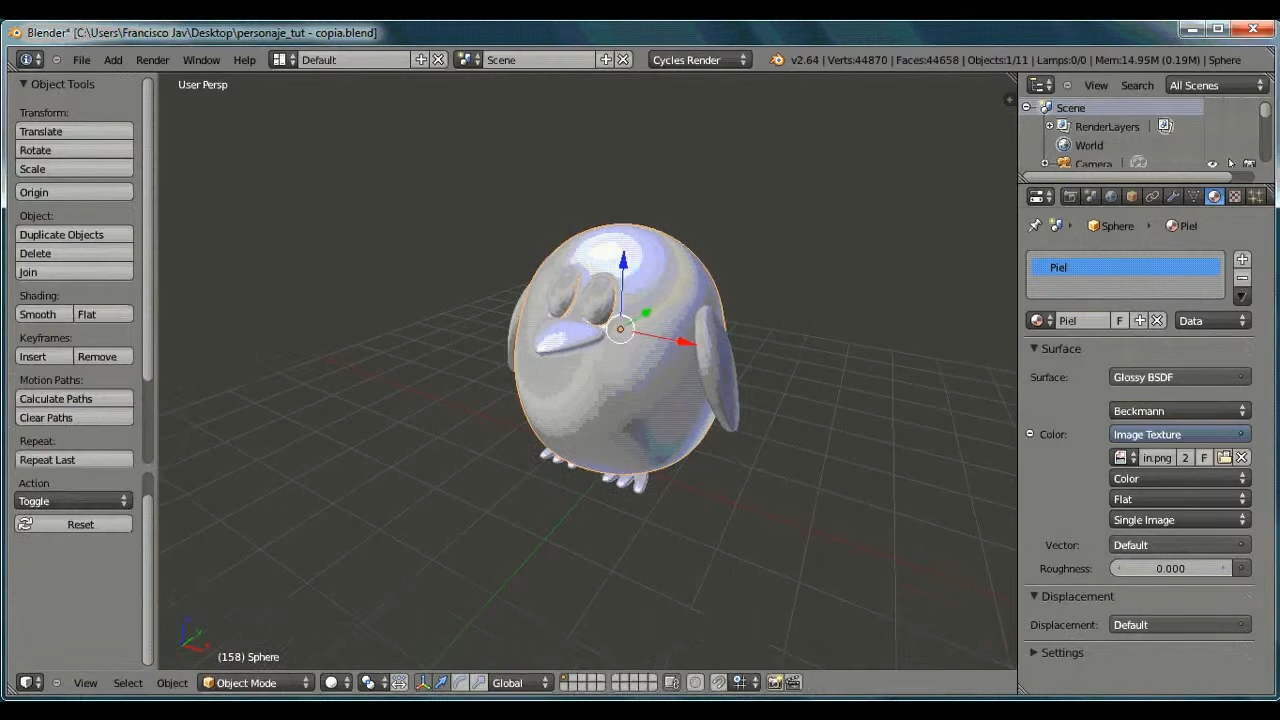 Blender* [C:\Users\Francisco Jav\Desktop\personaje_tut - copia.blend]
File Add Render Window Help Default Scene Cycles Render v2.64 | Verts:44870 | Faces:44658 | Objects:1/11 | Lamps:0/0 | Mem:14.95M (0.19M) | Sphere
Object Tools
Transform:
Translate
Rotate
Scale
Origin
Object:
Duplicate Objects
Delete
Join
Shading:
Smooth Flat
Keyframes:
Insert Remove
Motion Paths:
Calculate Paths
Clear Paths
Repeat:
Repeat Last
Action
Toggle
Reset
User Persp
(158) Sphere
View Select Object Object Mode Global
View Search All Scenes
Scene
RenderLayers
World
Camera
Sphere Piel
Piel
Piel F Data
Surface
Surface: Glossy BSDF
Beckmann
Color: Image Texture
in.png 2 F
Color
Flat
Single Image
Vector: Default
Roughness: 0.000
Displacement
Displacement: Default
Settings